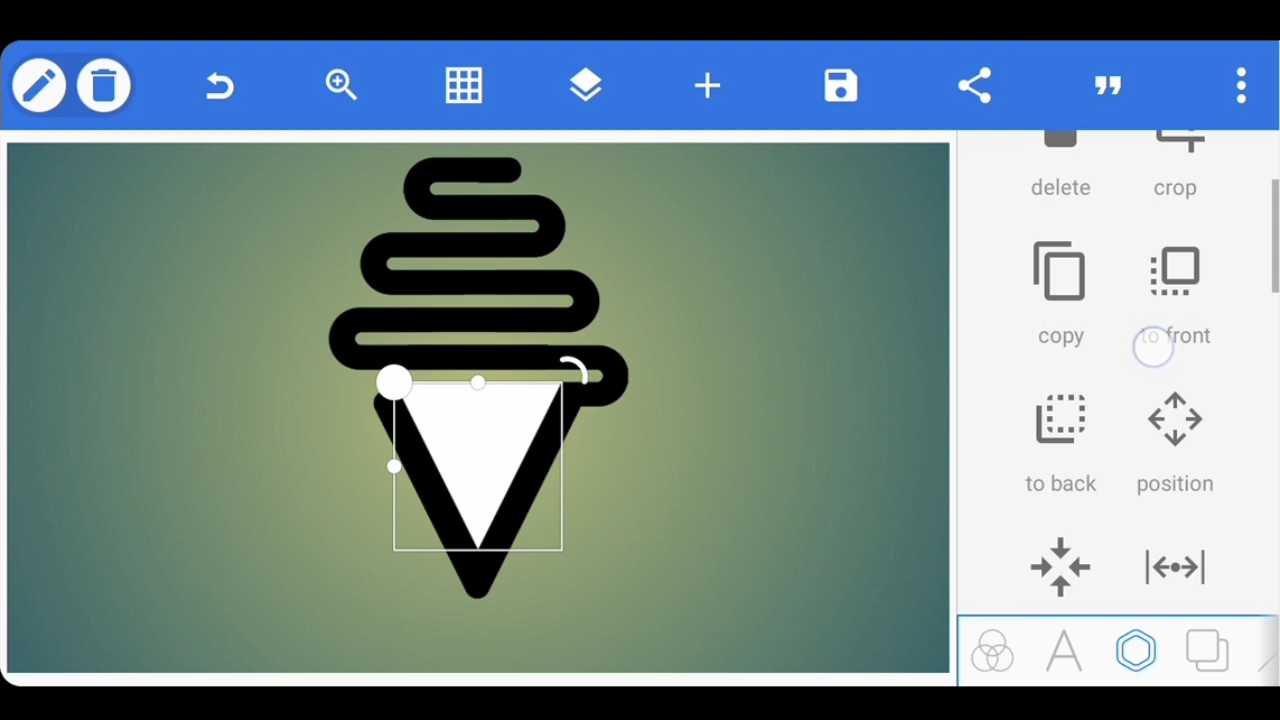 delete
crop
copy
to front
to back
position